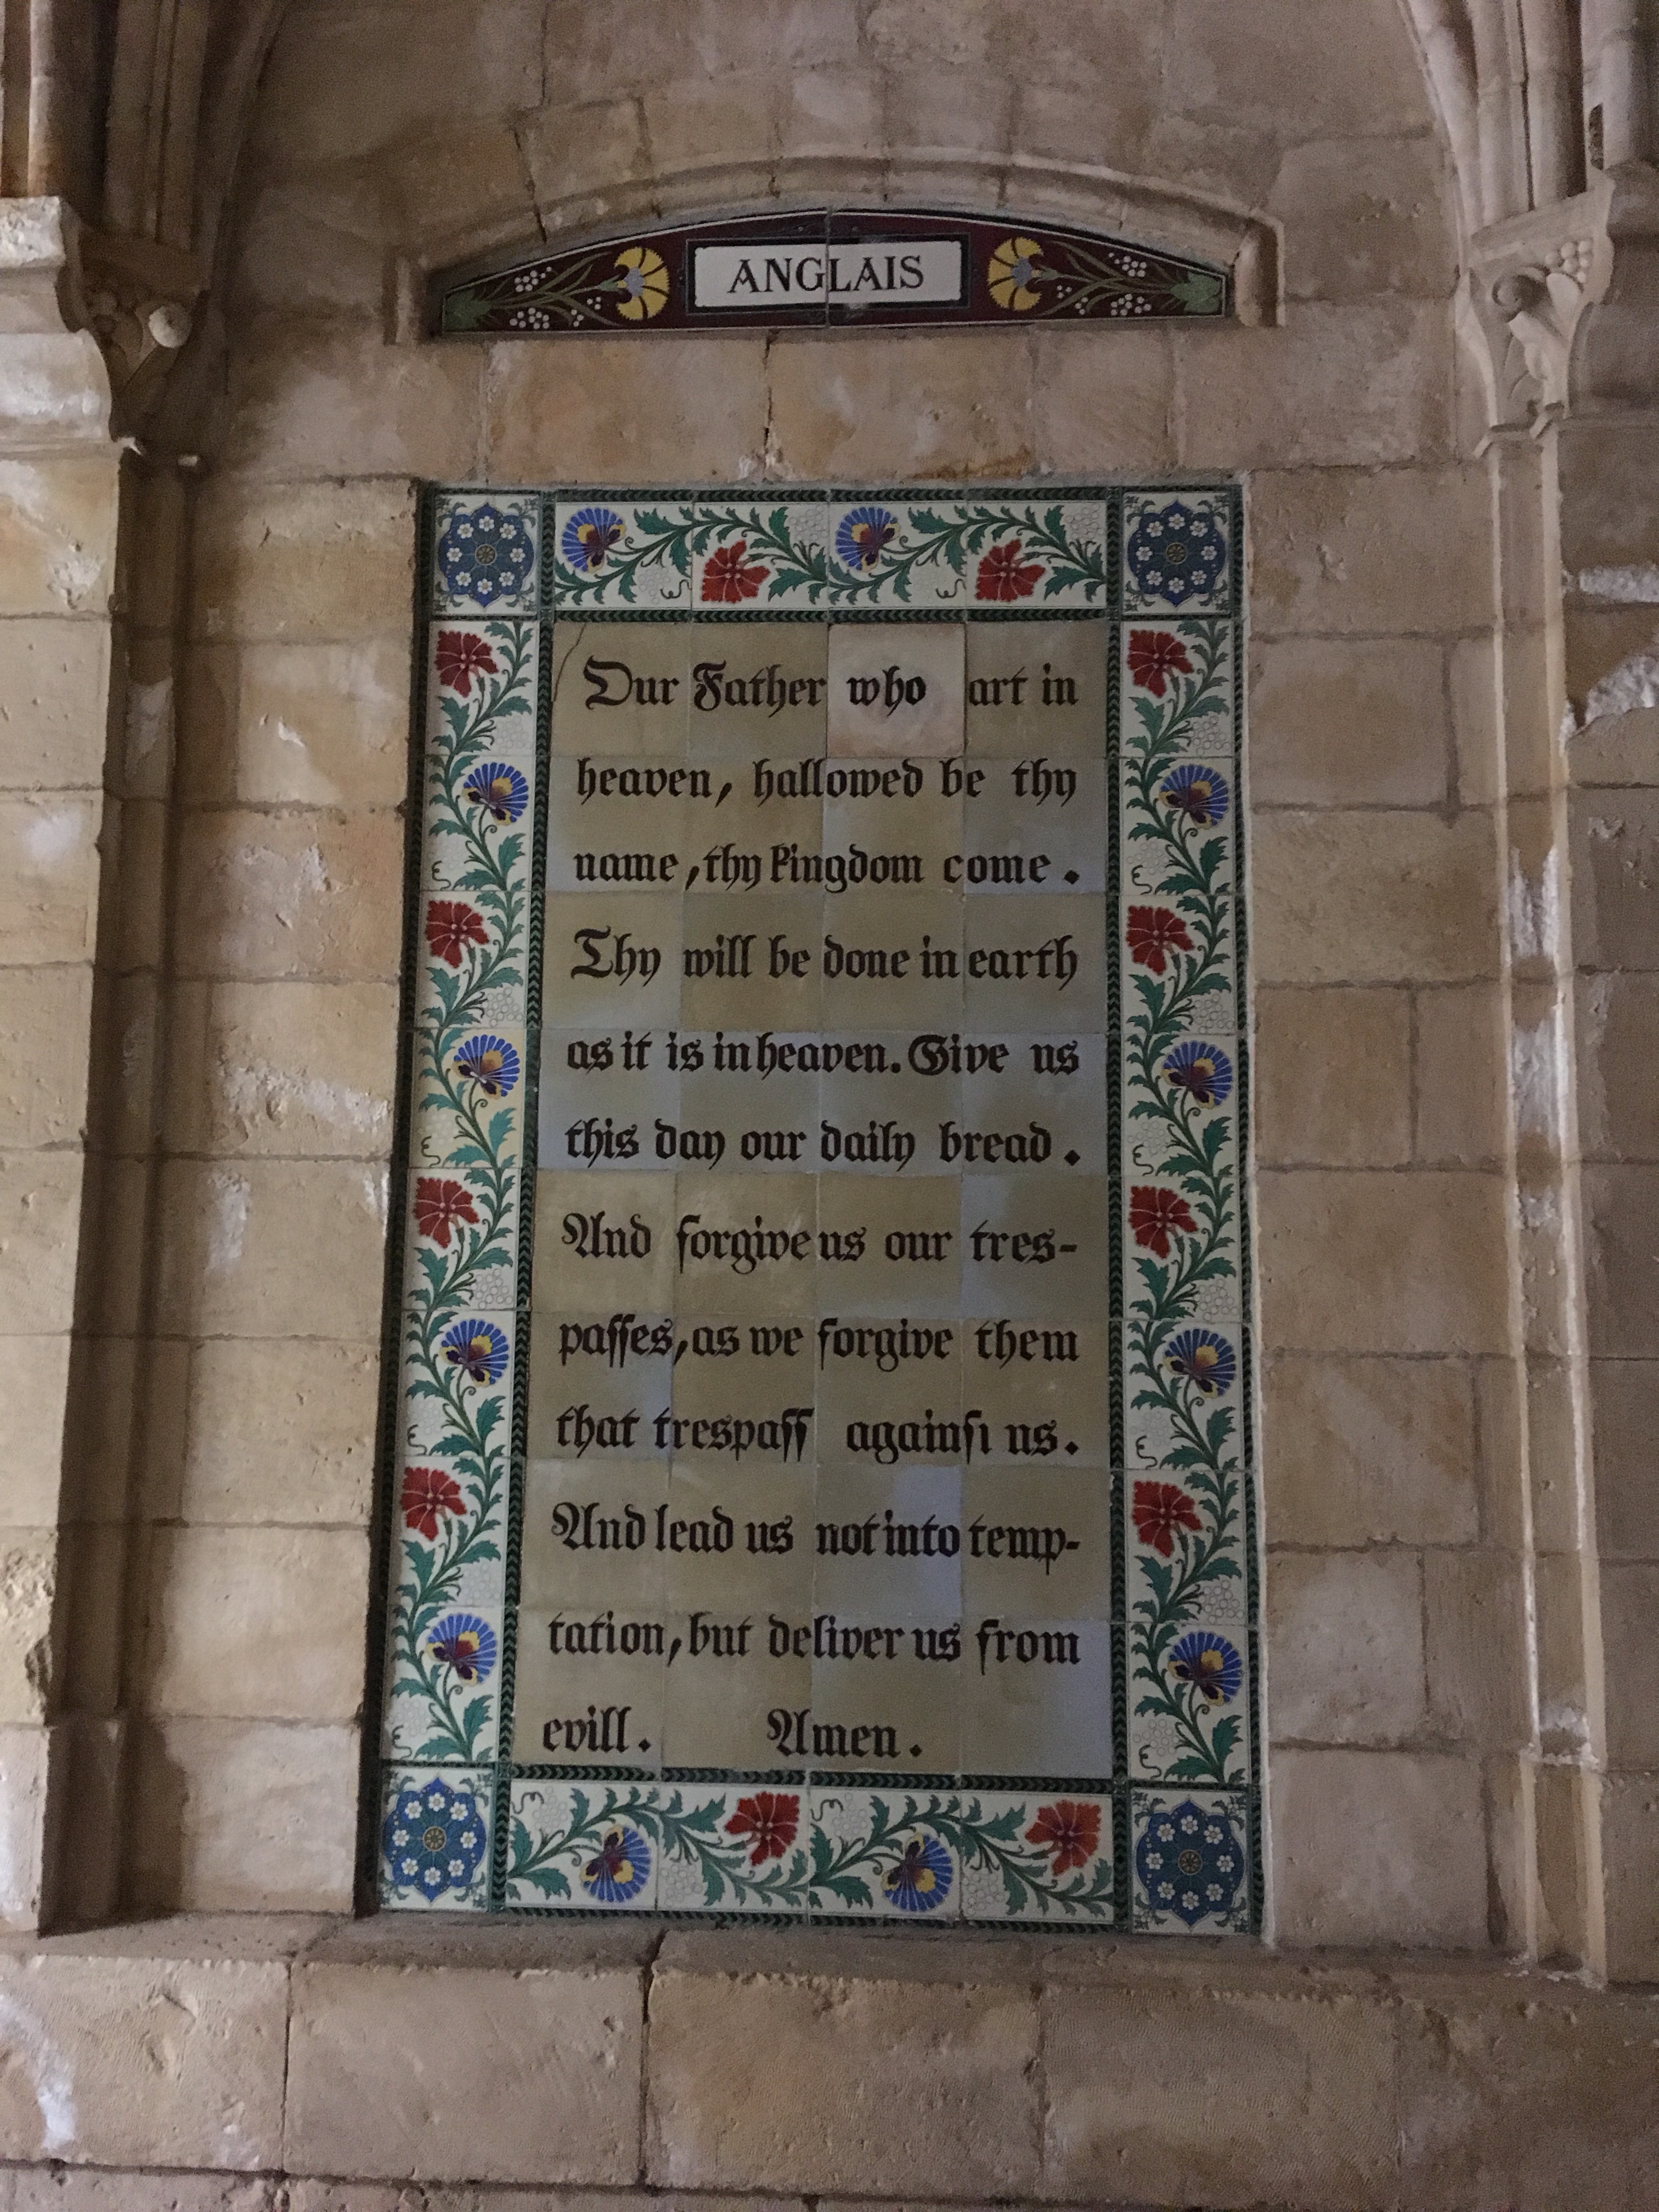 ANGLAIS
Our Father who art in
heaven, hallowed be thy
name, thy kingdom come.
Thy will be done in earth
as it is in heaven. Give us
this day our daily bread.
And forgive us our tres-
paſſes, as we forgive them
that trespaſſ againſt us.
And lead us not into temp-
tation, but deliver us from
evill. Amen.